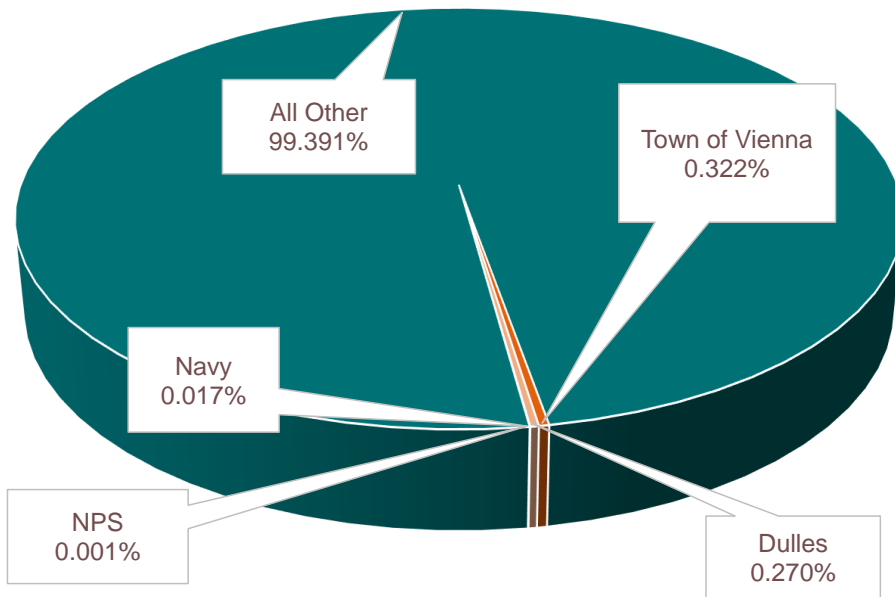 All Other
99.391%
Town of Vienna
0.322%
Navy
0.017%
NPS
0.001%
Dulles
0.270%